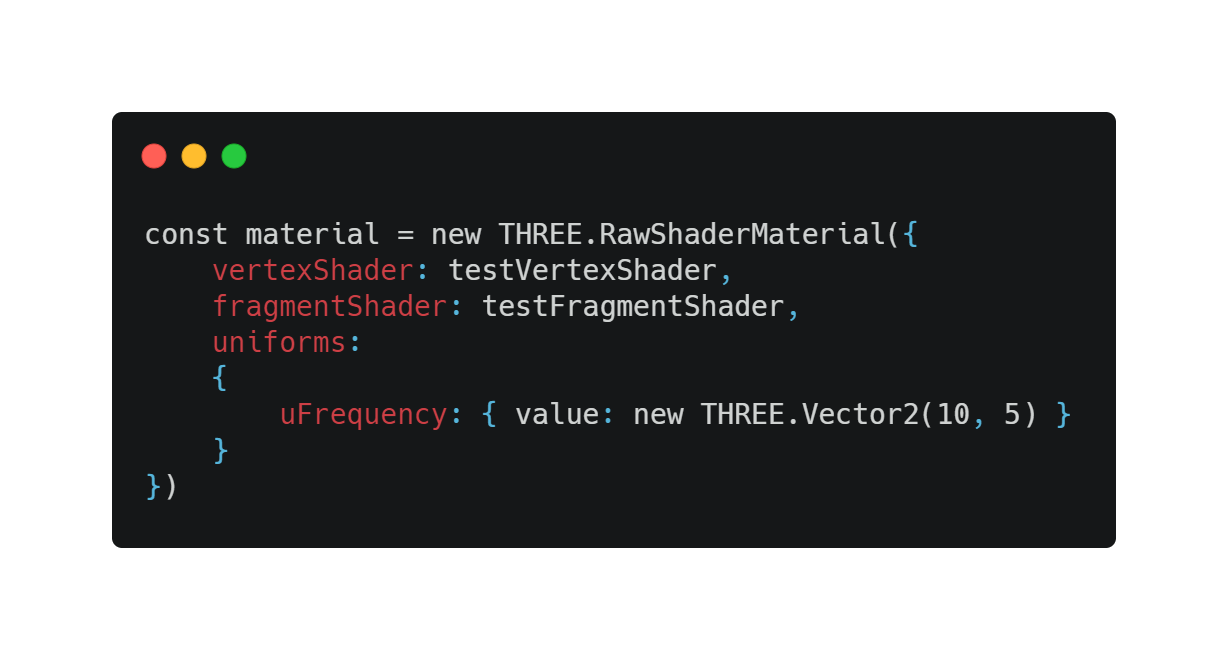 const material = new THREE.RawShaderMaterial({
    vertexShader: testVertexShader,
    fragmentShader: testFragmentShader,
    uniforms:
    {
        uFrequency: { value: new THREE.Vector2(10, 5) }
    }
})